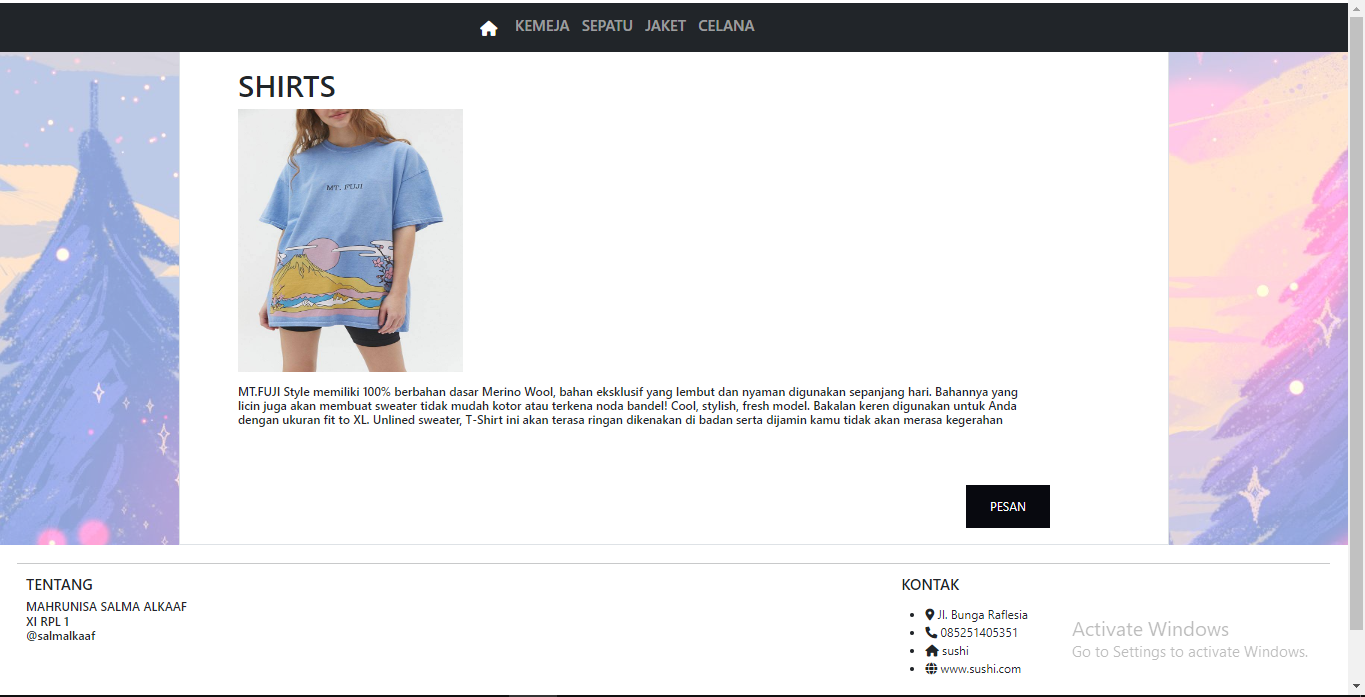 KEMEJA SEPATU JAKET CELANA
SHIRTS
MT. FUJI
MT.FUJI Style memiliki 100% berbahan dasar Merino Wool, bahan eksklusif yang lembut dan nyaman digunakan sepanjang hari. Bahannya yang
licin juga akan membuat sweater tidak mudah kotor atau terkena noda bandel! Cool, stylish, fresh model. Bakalan keren digunakan untuk Anda
dengan ukuran fit to XL. Unlined sweater, T-Shirt ini akan terasa ringan dikenakan di badan serta dijamin kamu tidak akan merasa kegerahan
PESAN
TENTANG
MAHRUNISA SALMA ALKAAF
XI RPL 1
@salmalkaaf
KONTAK
Jl. Bunga Raflesia
085251405351
sushi
www.sushi.com
Activate Windows
Go to Settings to activate Windows.